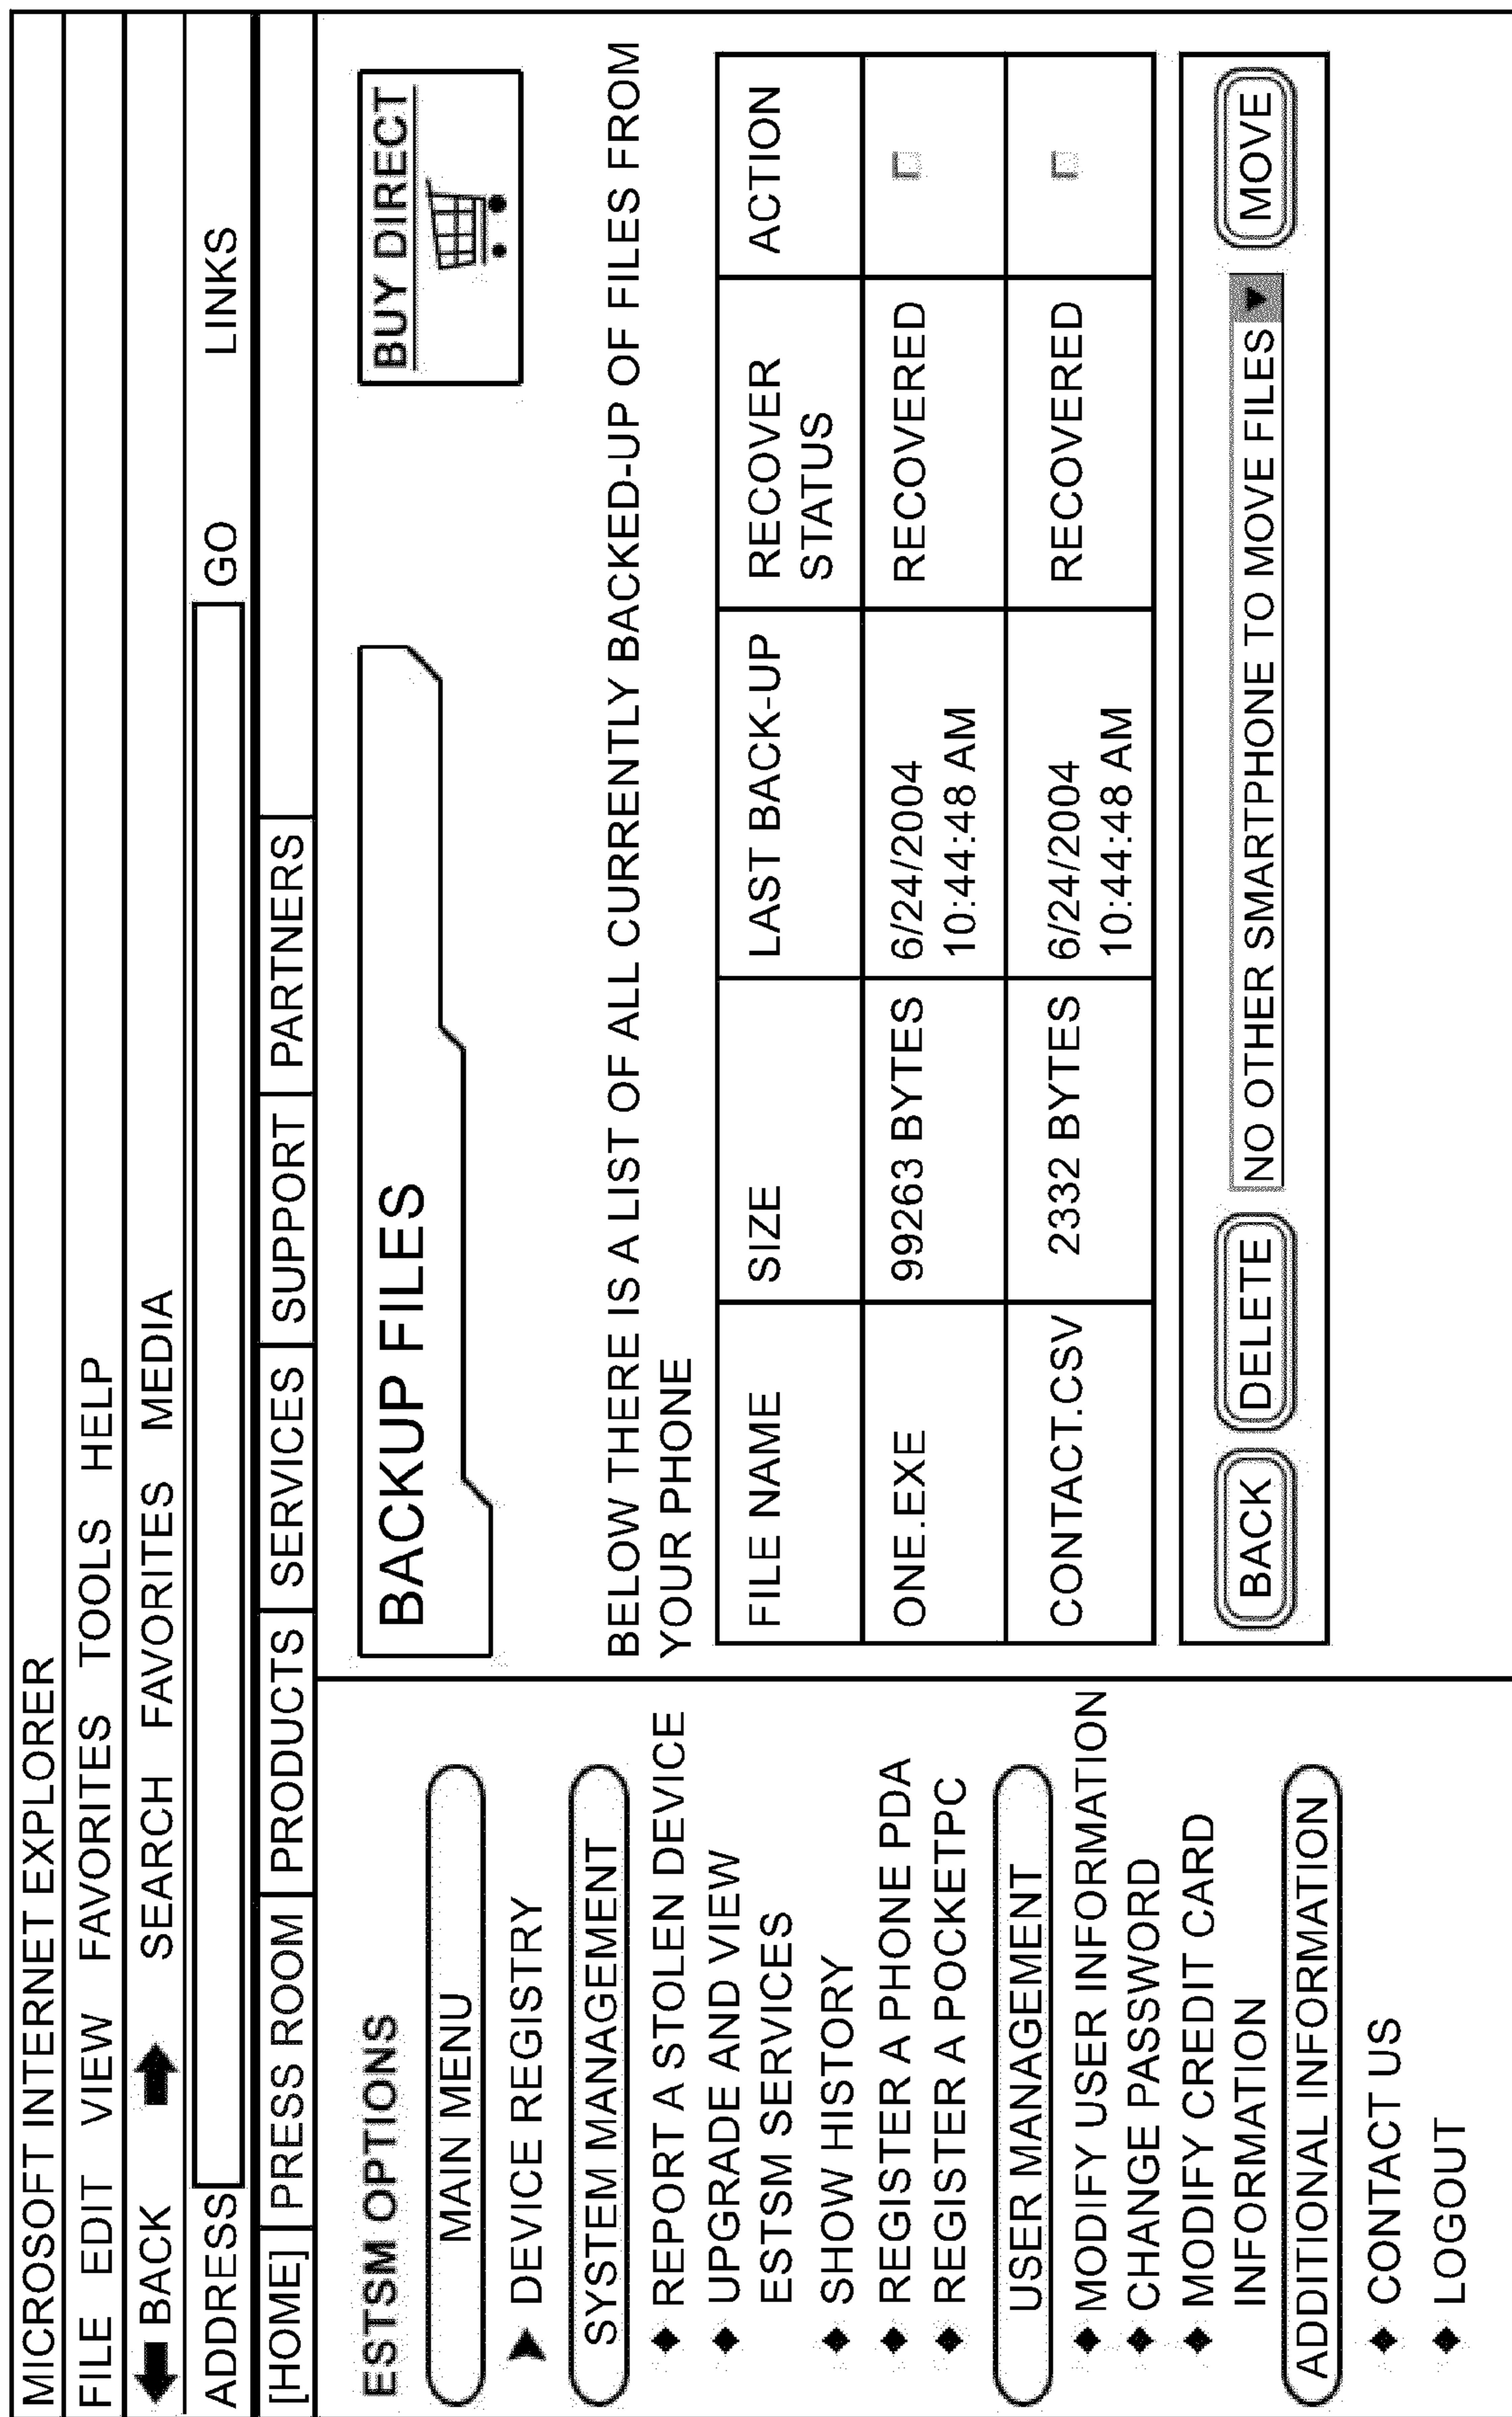 MICROSOFT INTERNET EXPLORER
FILE EDIT VIEW FAVORITES TOOLS HELP
BACK SEARCH FAVORITES MEDIA
ADDRESS GO LINKS
[HOME] PRESS ROOM PRODUCTS SERVICES SUPPORT PARTNERS
ESTSM OPTIONS
MAIN MENU
DEVICE REGISTRY
SYSTEM MANAGEMENT
REPORT A STOLEN DEVICE
UPGRADE AND VIEW
ESTSM SERVICES
SHOW HISTORY
REGISTER A PHONE PDA
REGISTER A POCKETPC
USER MANAGEMENT
MODIFY USER INFORMATION
CHANGE PASSWORD
MODIFY CREDIT CARD
INFORMATION
ADDITIONAL INFORMATION
CONTACT US
LOGOUT
BACKUP FILES
BUY DIRECT
BELOW THERE IS A LIST OF ALL CURRENTLY BACKED-UP OF FILES FROM
YOUR PHONE
FILE NAME SIZE LAST BACK-UP RECOVER STATUS ACTION
ONE.EXE 99263 BYTES 6/24/2004 10:44:48 AM RECOVERED
CONTACT.CSV 2332 BYTES 6/24/2004 10:44:48 AM RECOVERED
BACK DELETE NO OTHER SMARTPHONE TO MOVE FILES MOVE